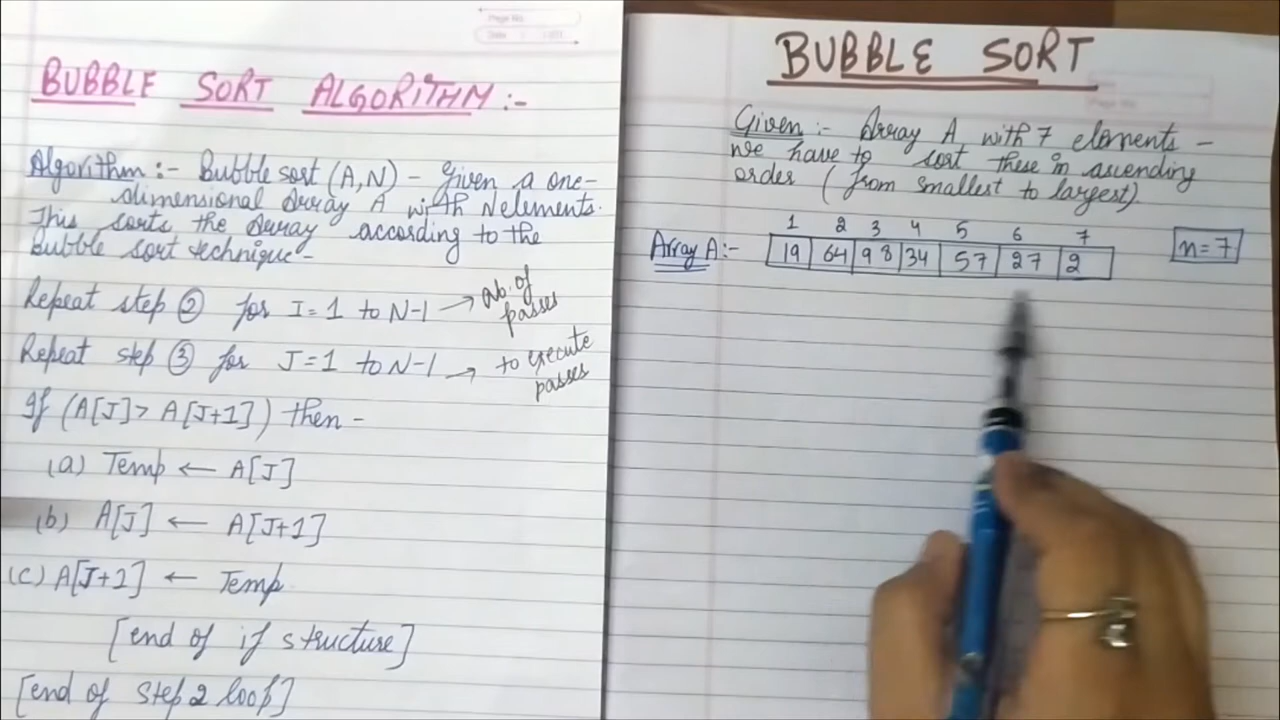 BUBBLE SORT ALGORITHM :-
Algorithm :- Bubble sort (A,N) - Given a one-
dimensional Array A with N elements.
This sorts the Array according to the
bubble sort technique -
Repeat step ② for I = 1 to N-1 → No. of
passes
Repeat step ③ for J = 1 to N-1 → to execute
passes
If (A[J] > A[J+1]) then -
(a) Temp ← A[J]
(b) A[J] ← A[J+1]
(c) A[J+1] ← Temp
[end of if structure]
[end of step 2 loop]
Page No.
Date
BUBBLE SORT
Given :- Array A with 7 elements -
we have to sort these in ascending
order (from smallest to largest).
1 2 3 4 5 6 7
Array A :- 19 64 98 34 57 27 2
n = 7